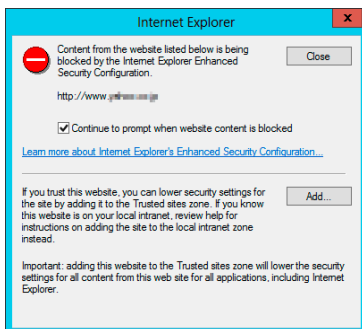 Internet Explorer
x
Content from the website listed below is being
blocked by the Internet Explorer Enhanced
Security Configuration.
Close
http://www.
Continue to prompt when website content is blocked
Learn more about Internet Explorer's Enhanced Security Configuration...
If you trust this website, you can lower security settings for
the site by adding it to the Trusted sites zone. If you know
this website is on your local intranet, review help for
instructions on adding the site to the local intranet zone
instead.
Add...
Important: adding this website to the Trusted sites zone will lower the security
settings for all content from this web site for all applications, including Internet
Explorer.